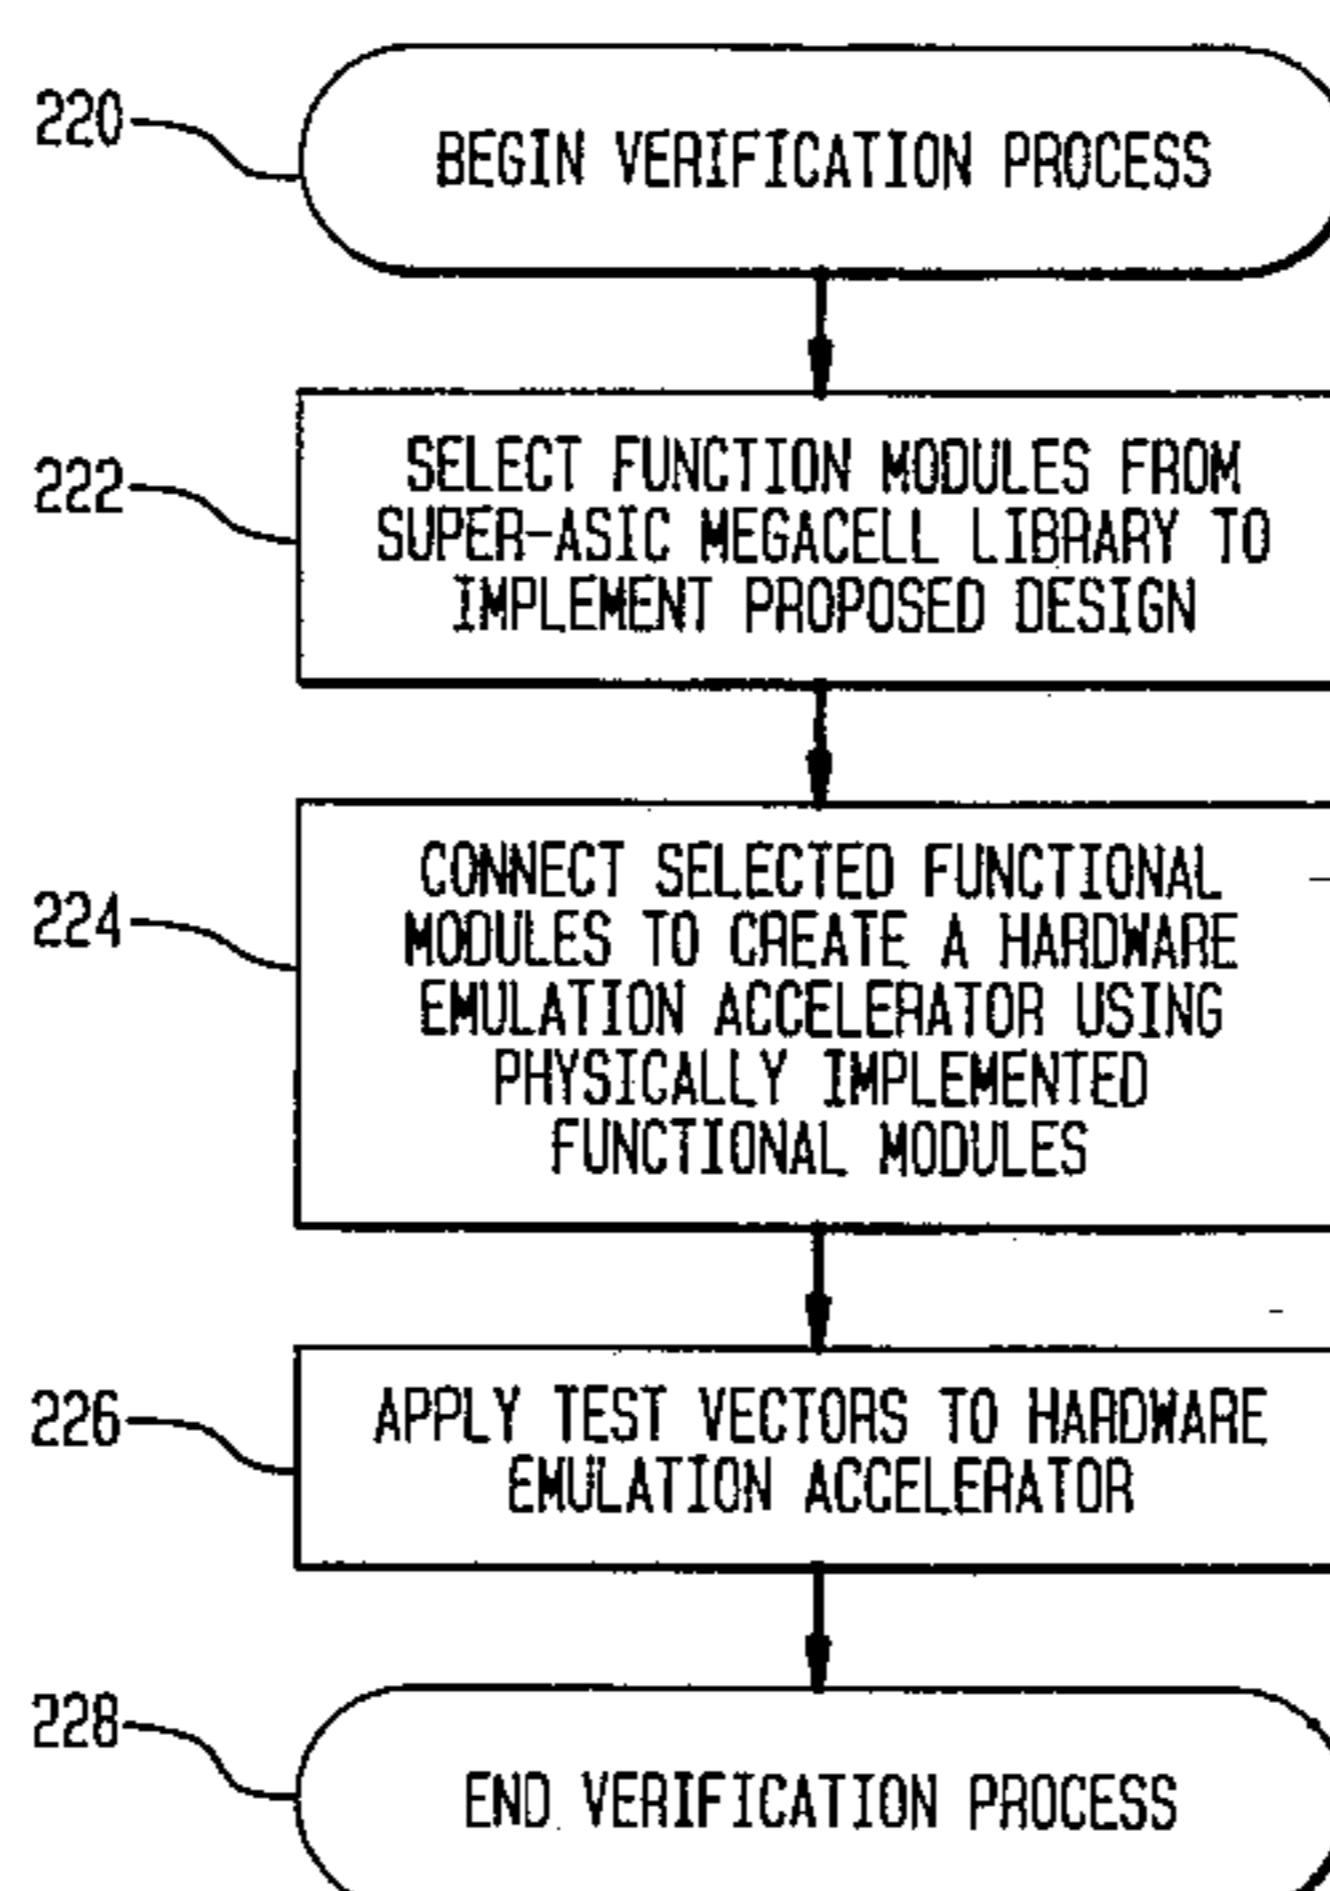 220
BEGIN VERIFICATION PROCESS
222
SELECT FUNCTION MODULES FROM
SUPER-ASIC MEGACELL LIBRARY TO
IMPLEMENT PROPOSED DESIGN
224
CONNECT SELECTED FUNCTIONAL
MODULES TO CREATE A HARDWARE
EMULATION ACCELERATOR USING
PHYSICALLY IMPLEMENTED
FUNCTIONAL MODULES
226
APPLY TEST VECTORS TO HARDWARE
EMULATION ACCELERATOR
228
END VERIFICATION PROCESS